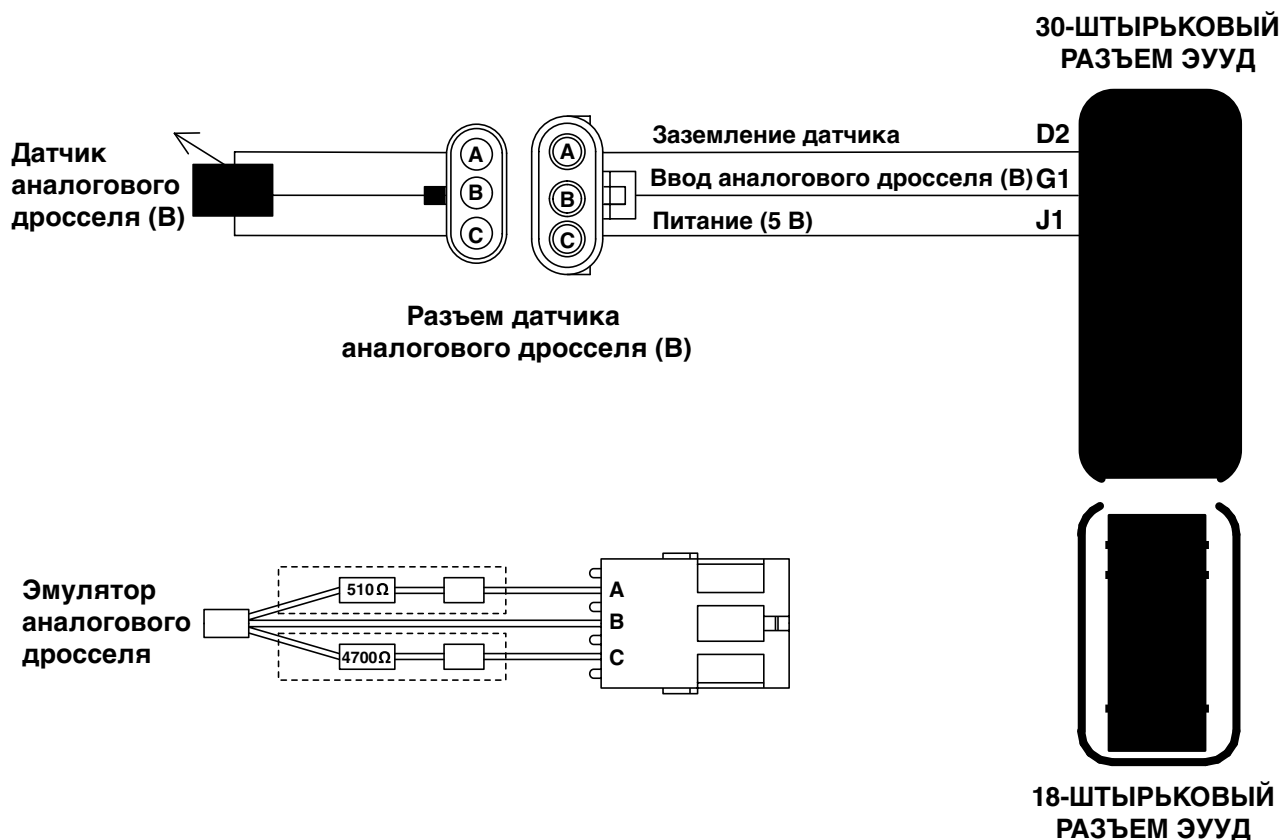 30-ШТЫРЬКОВЫЙ
РАЗЪЕМ ЭУУД
Датчик
аналогового
дросселя (B)
A
B
C
A
B
C
Заземление датчика
D2
Ввод аналогового дросселя (B)
G1
Питание (5 В)
J1
Разъем датчика
аналогового дросселя (B)
Эмулятор
аналогового
дросселя
510Ω
4700Ω
A
B
C
18-ШТЫРЬКОВЫЙ
РАЗЪЕМ ЭУУД